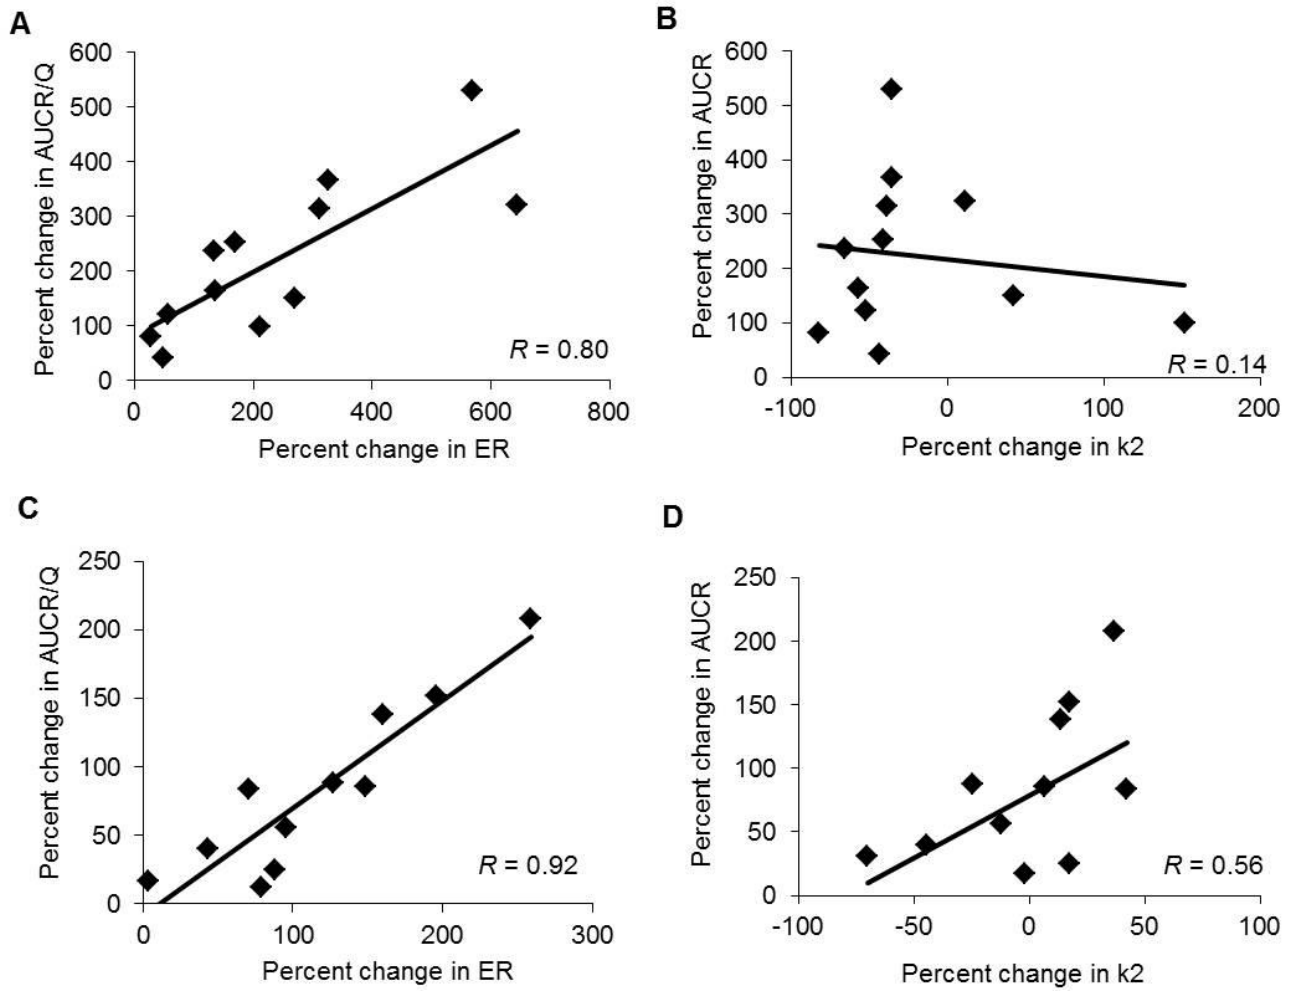 A
Percent change in AUCR/Q
600
500
400
300
200
100
0
0 200 400 600 800
R = 0.80
Percent change in ER
B
Percent change in AUCR
600
500
400
300
200
100
0
-100 0 100 200
R = 0.14
Percent change in k2
C
Percent change in AUCR/Q
250
200
150
100
50
0
0 100 200 300
R = 0.92
Percent change in ER
D
Percent change in AUCR
250
200
150
100
50
0
-100 -50 0 50 100
R = 0.56
Percent change in k2